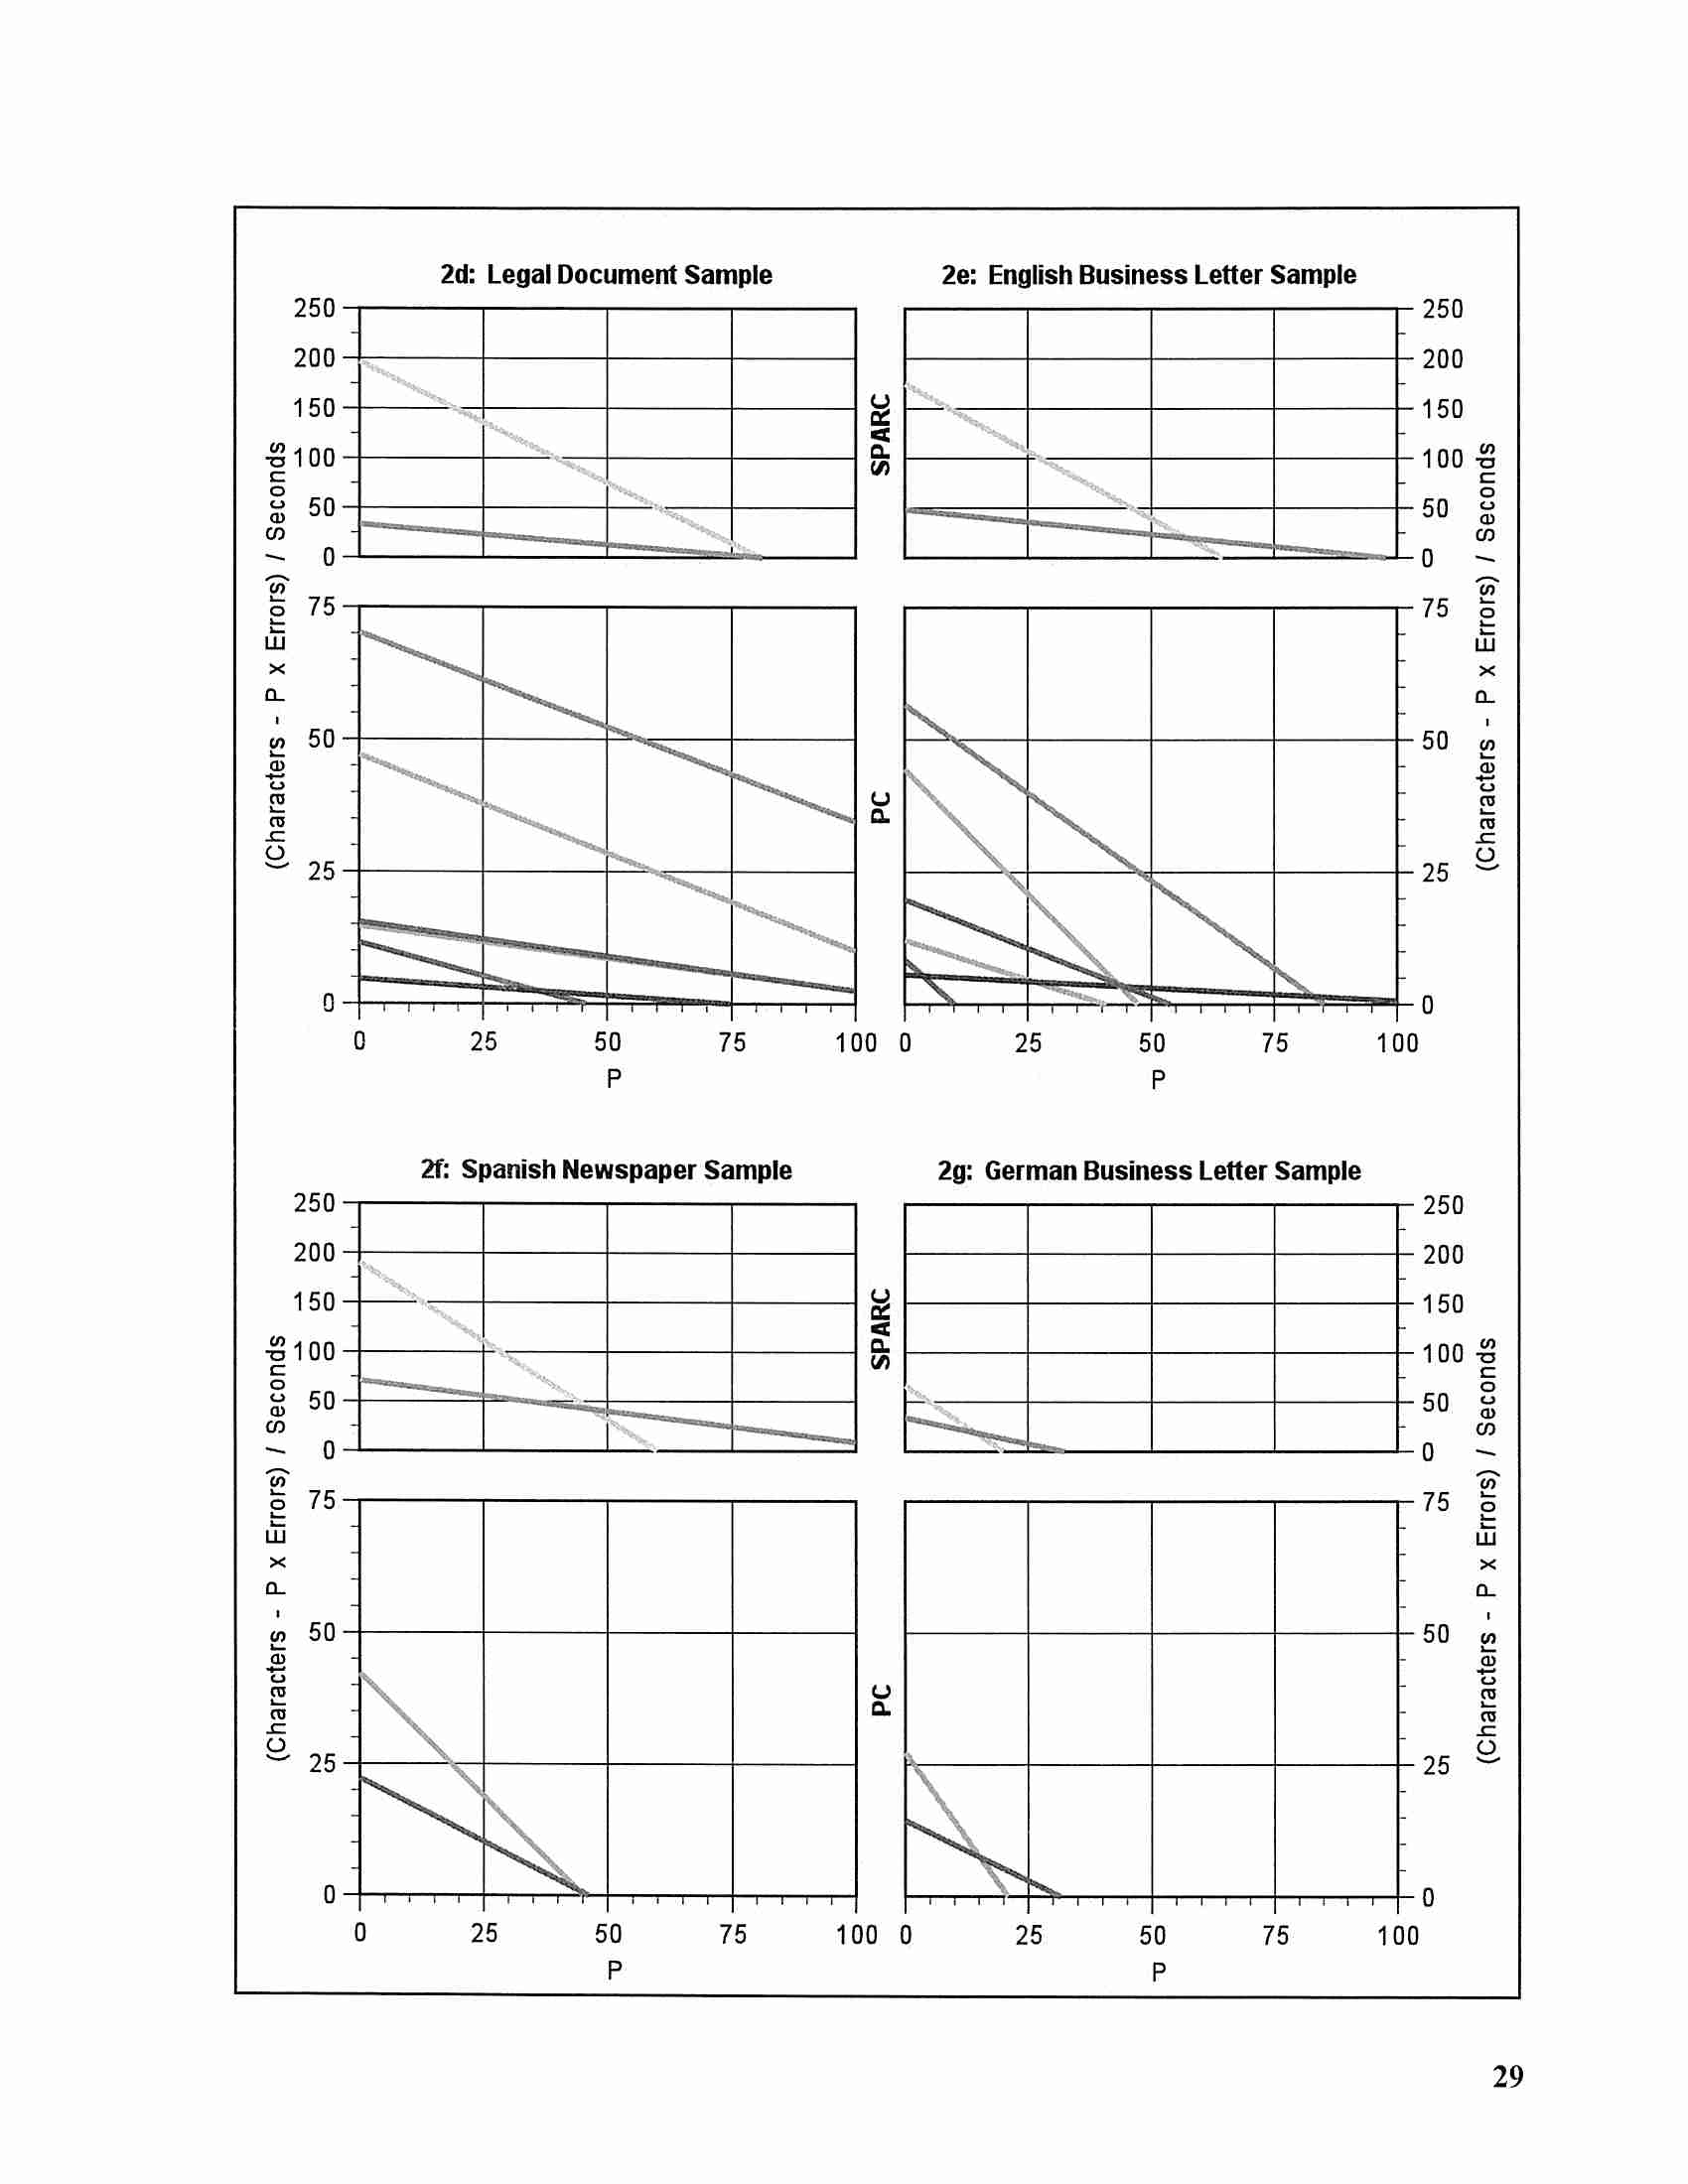 2d: Legal Document Sample
2e: English Business Letter Sample
250
200
150
100
50
0
SPARC
250
200
150
100
50
0
75
50
25
0
PC
75
50
25
0
(Characters - P x Errors) / Seconds
(Characters - P x Errors) / Seconds
0 25 50 75 100
0 25 50 75 100
P
P
2f: Spanish Newspaper Sample
2g: German Business Letter Sample
250
200
150
100
50
0
SPARC
250
200
150
100
50
0
75
50
25
0
PC
75
50
25
0
(Characters - P x Errors) / Seconds
(Characters - P x Errors) / Seconds
0 25 50 75 100
0 25 50 75 100
P
P
29